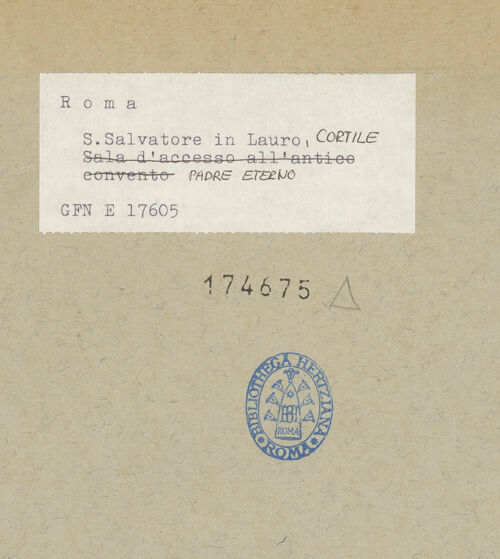 Roma
S.Salvatore in Lauro, CORTILE
Sala d'accesso all'antico
convento PADRE ETERNO
GFN E 17605
174675
BIBLIOTHECA HERTZIANA
BH
ROMA
ROMA